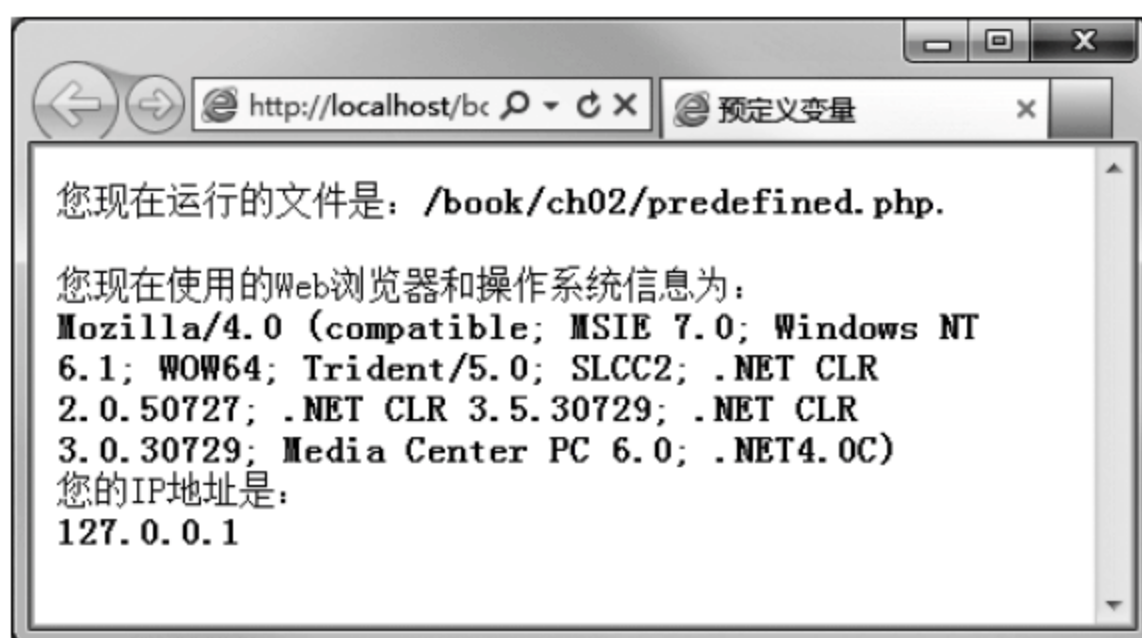 http://localhost/bc
预定义变量
您现在运行的文件是：/book/ch02/predefined.php.
您现在使用的Web浏览器和操作系统信息为：
Mozilla/4.0 (compatible; MSIE 7.0; Windows NT
6.1; WOW64; Trident/5.0; SLCC2; .NET CLR
2.0.50727; .NET CLR 3.5.30729; .NET CLR
3.0.30729; Media Center PC 6.0; .NET4.0C)
您的IP地址是：
127.0.0.1